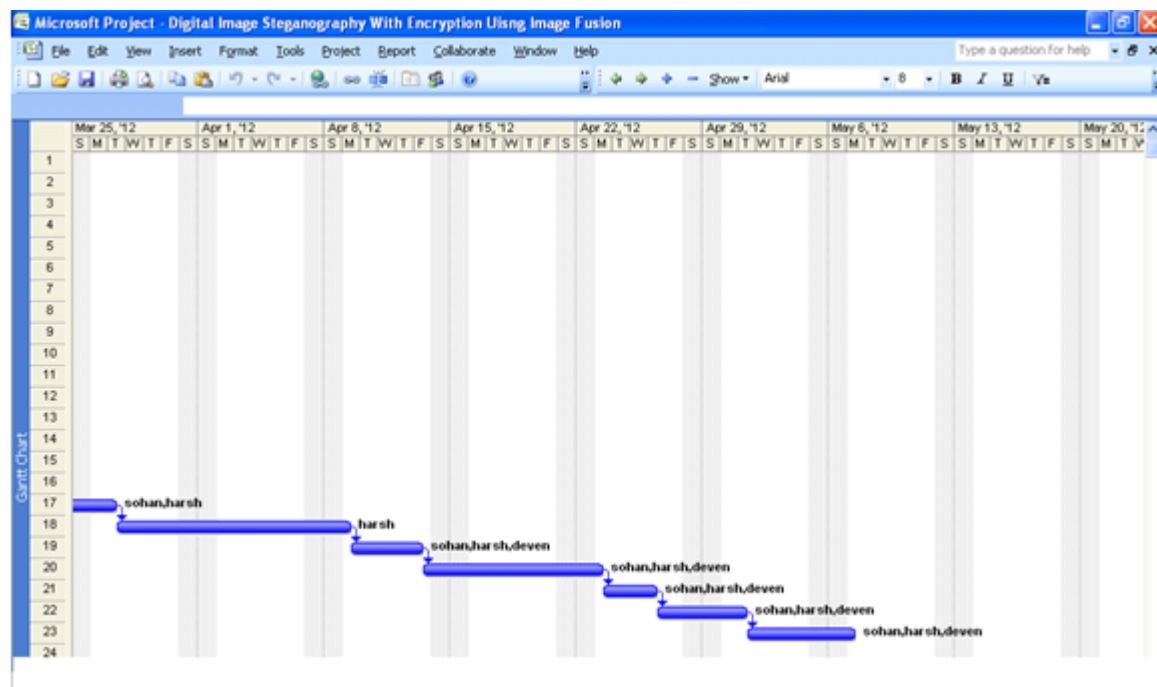 Microsoft Project - Digital Image Steganography With Encryption Uisng Image Fusion
File Edit View Insert Format Tools Project Report Collaborate Window Help Type a question for help
Show Arial 8 B I U
Mar 25, '12 Apr 1, '12 Apr 8, '12 Apr 15, '12 Apr 22, '12 Apr 29, '12 May 6, '12 May 13, '12 May 20, '12
S M T W T F S S M T W T F S S M T W T F S S M T W T F S S M T W T F S S M T W T F S S M T W T F S S M T W T F S S M T W
1
2
3
4
5
6
7
8
9
10
11
12
13
14
15
16
17 sohan,harsh
18 harsh
19 sohan,harsh,deven
20 sohan,harsh,deven
21 sohan,harsh,deven
22 sohan,harsh,deven
23 sohan,harsh,deven
24
Gantt Chart